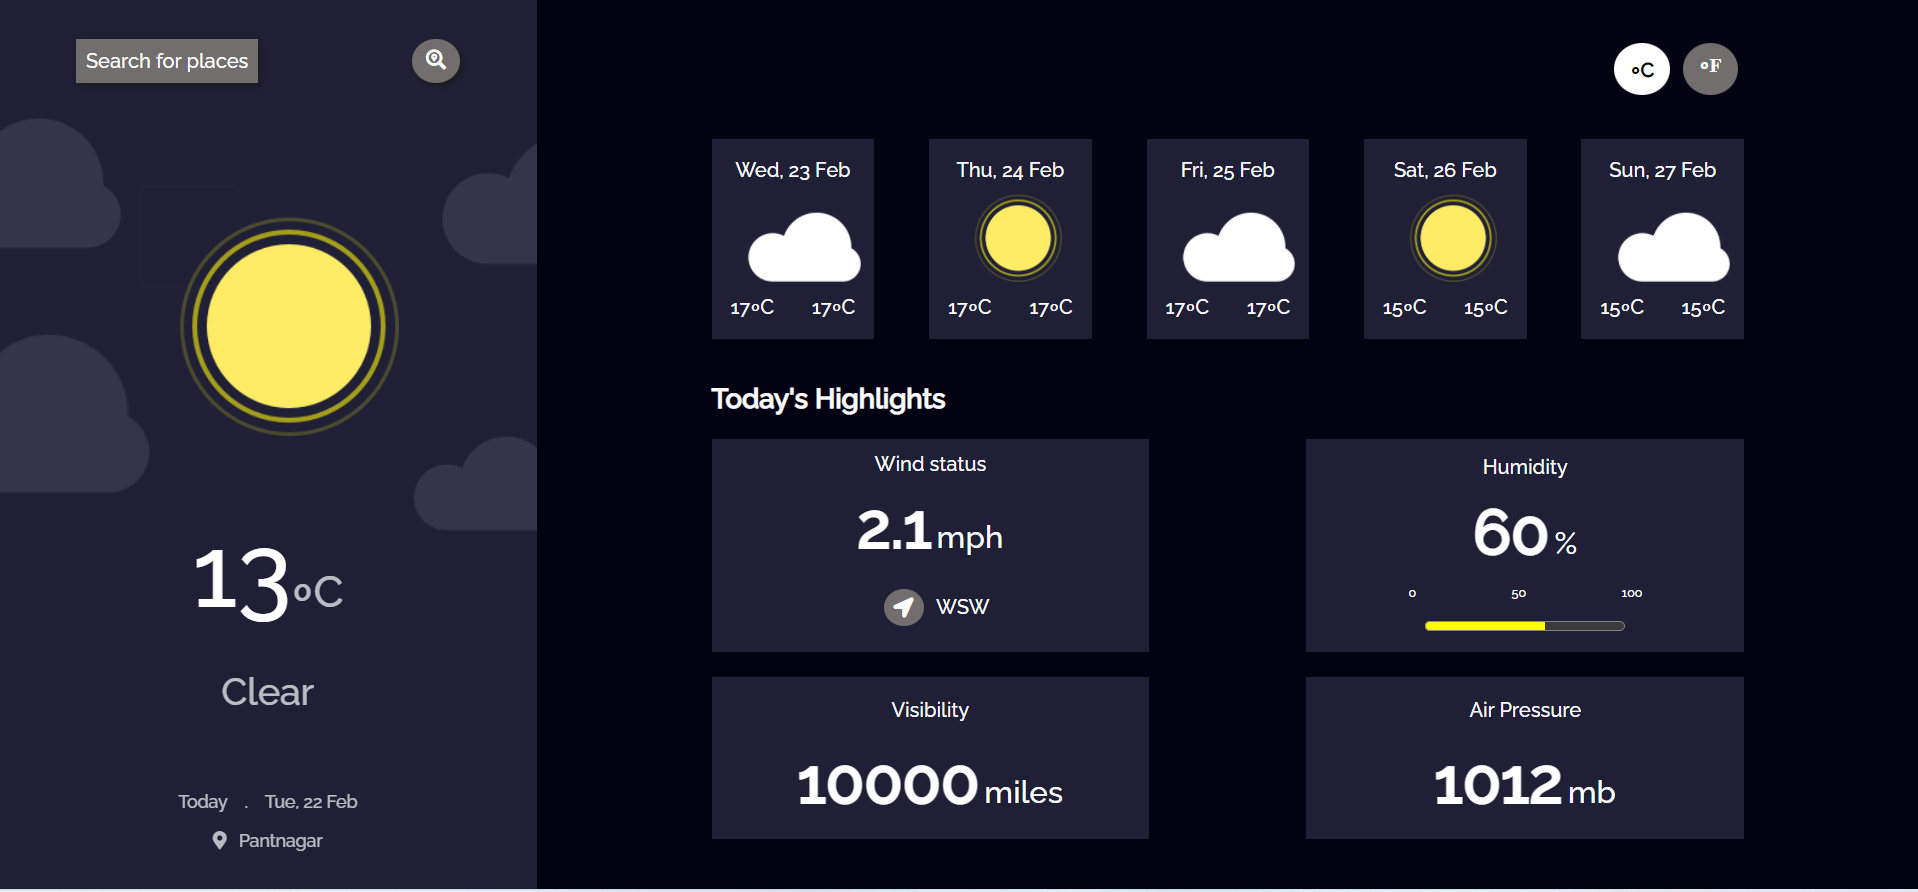 Search for places
13ºC
Clear
Today . Tue, 22 Feb
Pantnagar
ºC ºF
Wed, 23 Feb
17ºC 17ºC
Thu, 24 Feb
17ºC 17ºC
Fri, 25 Feb
17ºC 17ºC
Sat, 26 Feb
15ºC 15ºC
Sun, 27 Feb
15ºC 15ºC
Today's Highlights
Wind status
2.1 mph
WSW
Humidity
60 %
0 50 100
Visibility
10000 miles
Air Pressure
1012 mb